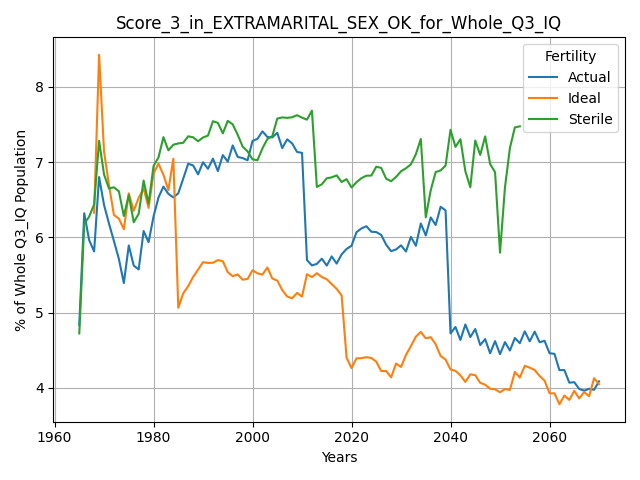 Score_3_in_EXTRAMARITAL_SEX_OK_for_Whole_Q3_IQ
Fertility
Actual
Ideal
Sterile
% of Whole Q3_IQ Population
8
7
6
5
4
1960
1980
2000
2020
2040
2060
Years